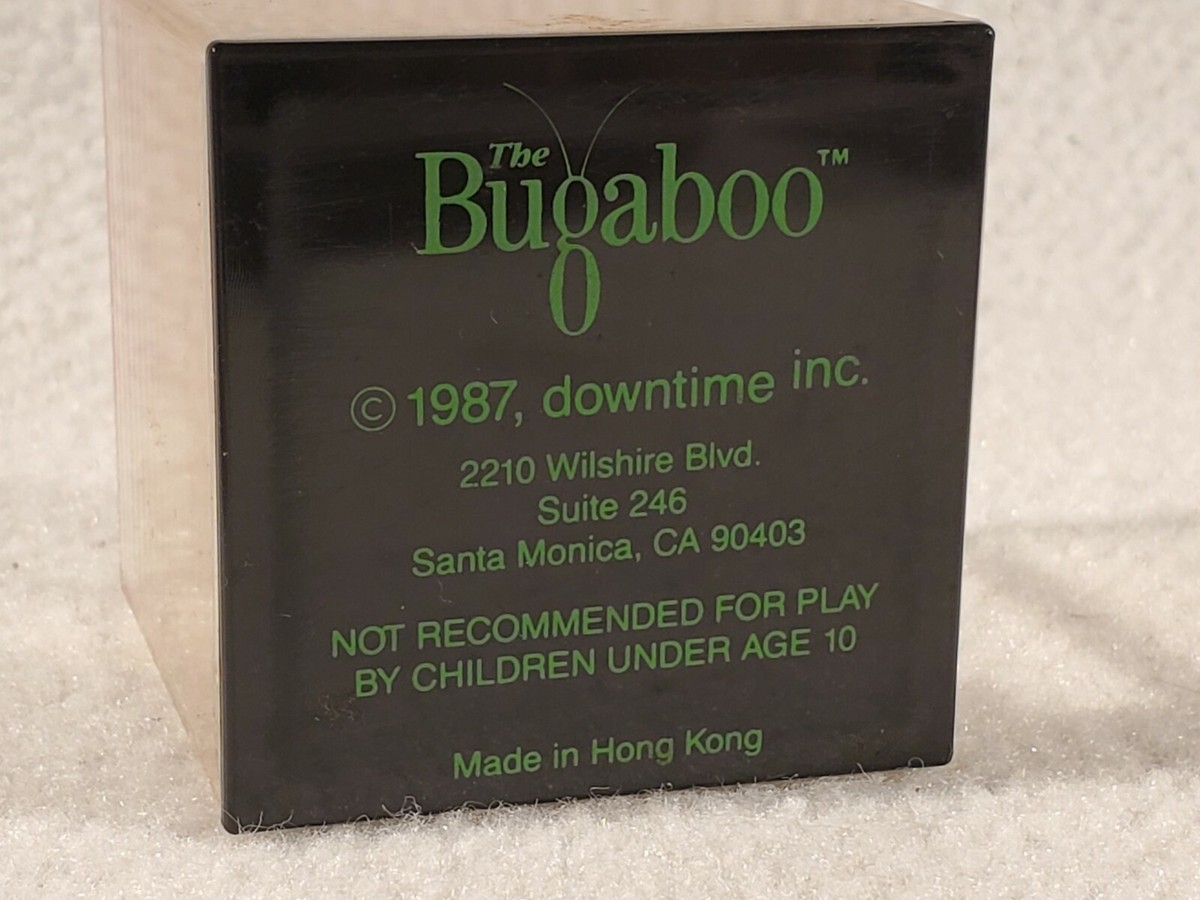 The
Bugaboo™
© 1987, downtime inc.
2210 Wilshire Blvd.
Suite 246
Santa Monica, CA 90403
NOT RECOMMENDED FOR PLAY
BY CHILDREN UNDER AGE 10
Made in Hong Kong